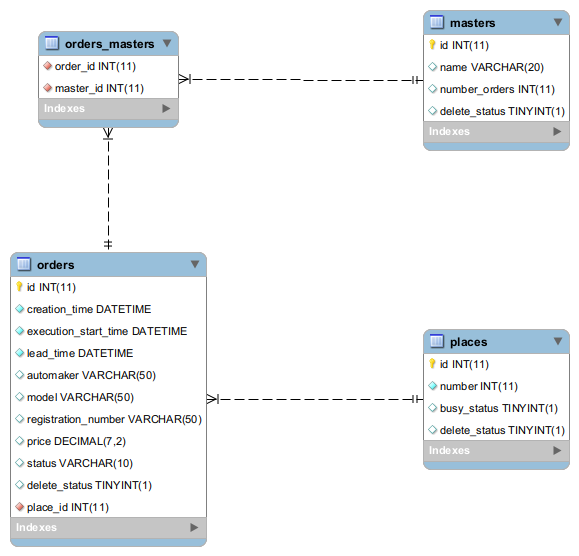 orders_masters
order_id INT(11)
master_id INT(11)
Indexes
masters
id INT(11)
name VARCHAR(20)
number_orders INT(11)
delete_status TINYINT(1)
Indexes
orders
id INT(11)
creation_time DATETIME
execution_start_time DATETIME
lead_time DATETIME
automaker VARCHAR(50)
model VARCHAR(50)
registration_number VARCHAR(50)
price DECIMAL(7,2)
status VARCHAR(10)
delete_status TINYINT(1)
place_id INT(11)
Indexes
places
id INT(11)
number INT(11)
busy_status TINYINT(1)
delete_status TINYINT(1)
Indexes